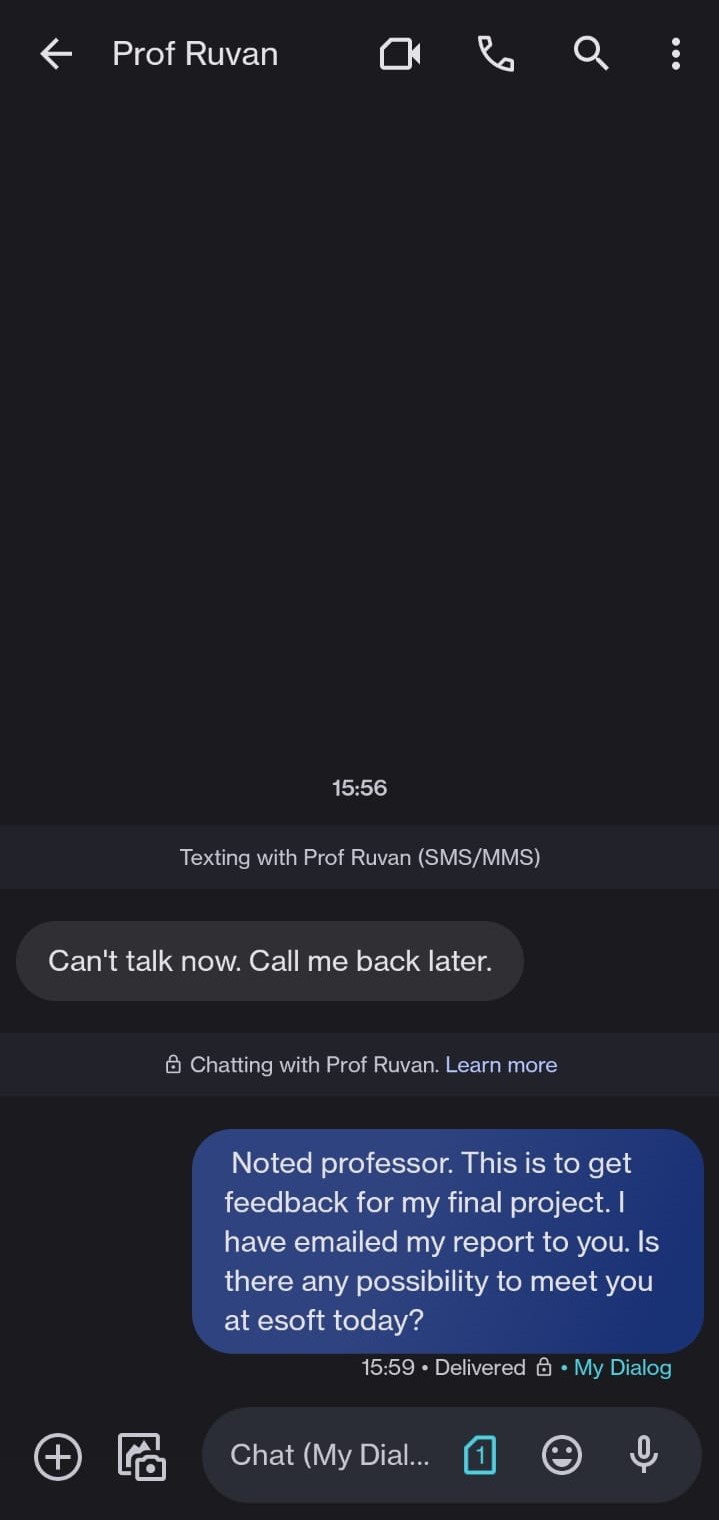 Prof Ruvan
15:56
Texting with Prof Ruvan (SMS/MMS)
Can't talk now. Call me back later.
Chatting with Prof Ruvan. Learn more
Noted professor. This is to get
feedback for my final project. I
have emailed my report to you. Is
there any possibility to meet you
at esoft today?
15:59 • Delivered • My Dialog
Chat (My Dial... 1